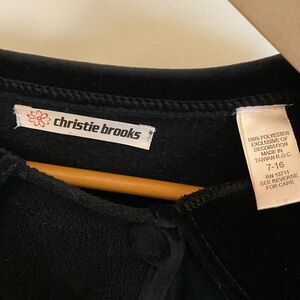 christie brooks
100% POLYESTER
EXCLUSIVE OF
DECORATION
MADE IN
TAIWAN R.O.C.
7-16
RN 13711
SEE REVERSE
FOR CARE